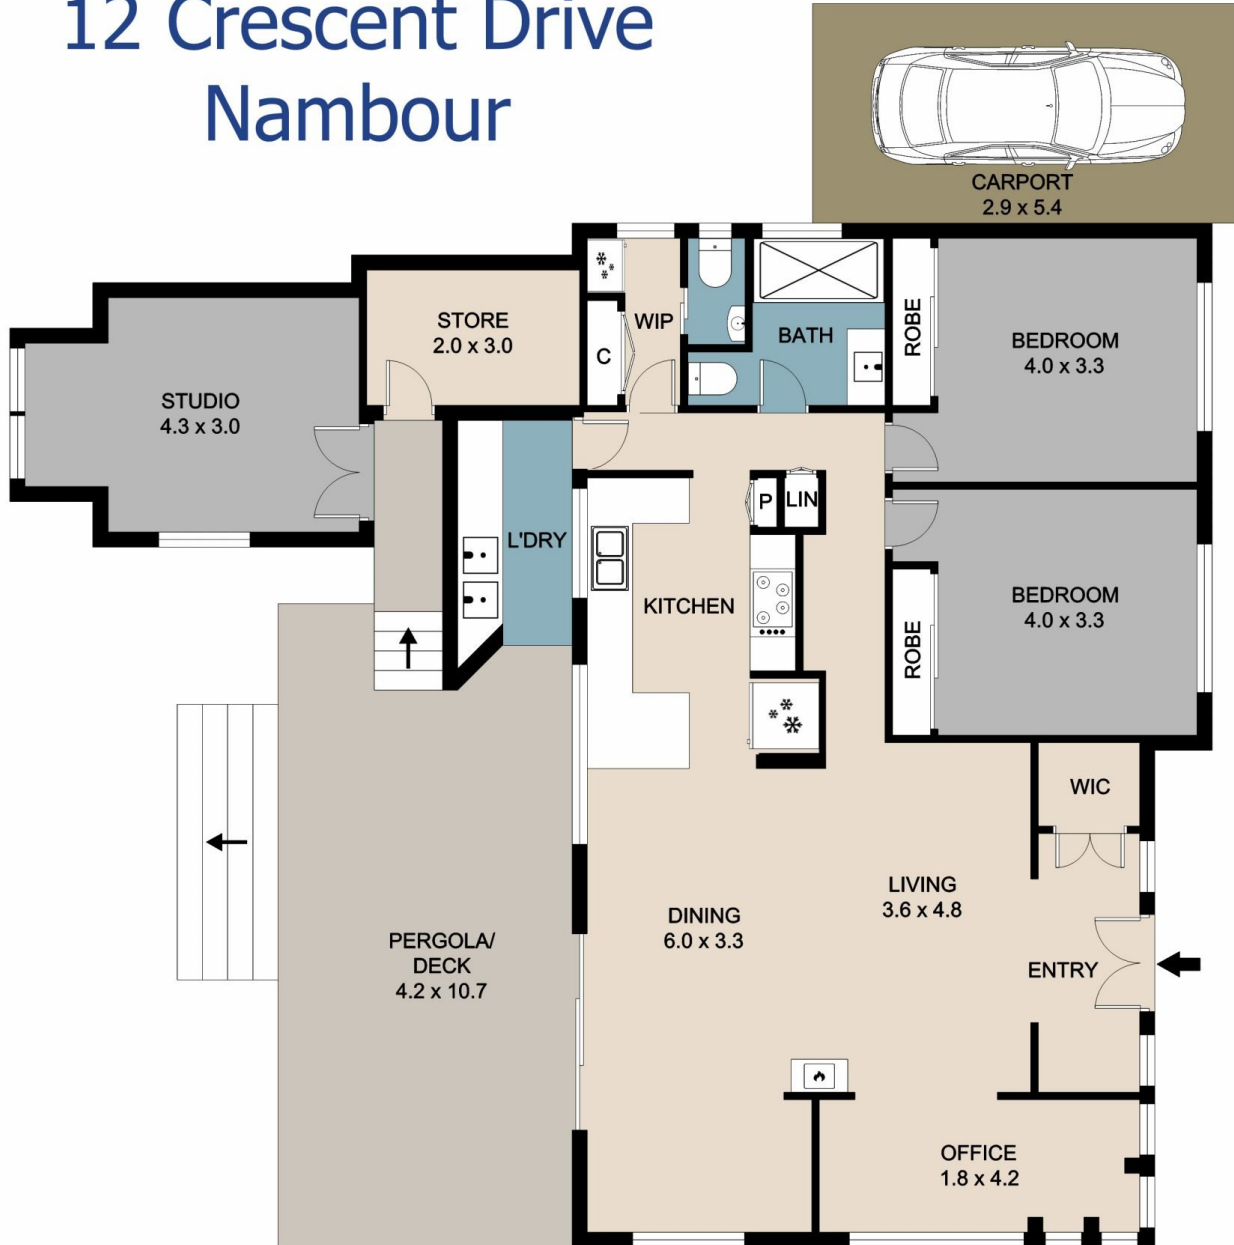 12 Crescent Drive
Nambour
CARPORT
2.9 x 5.4
STORE
2.0 x 3.0
WIP
C
BATH
ROBE
BEDROOM
4.0 x 3.3
STUDIO
4.3 x 3.0
L'DRY
P
LIN
KITCHEN
ROBE
BEDROOM
4.0 x 3.3
WIC
LIVING
3.6 x 4.8
DINING
6.0 x 3.3
PERGOLA/
DECK
4.2 x 10.7
ENTRY
OFFICE
1.8 x 4.2